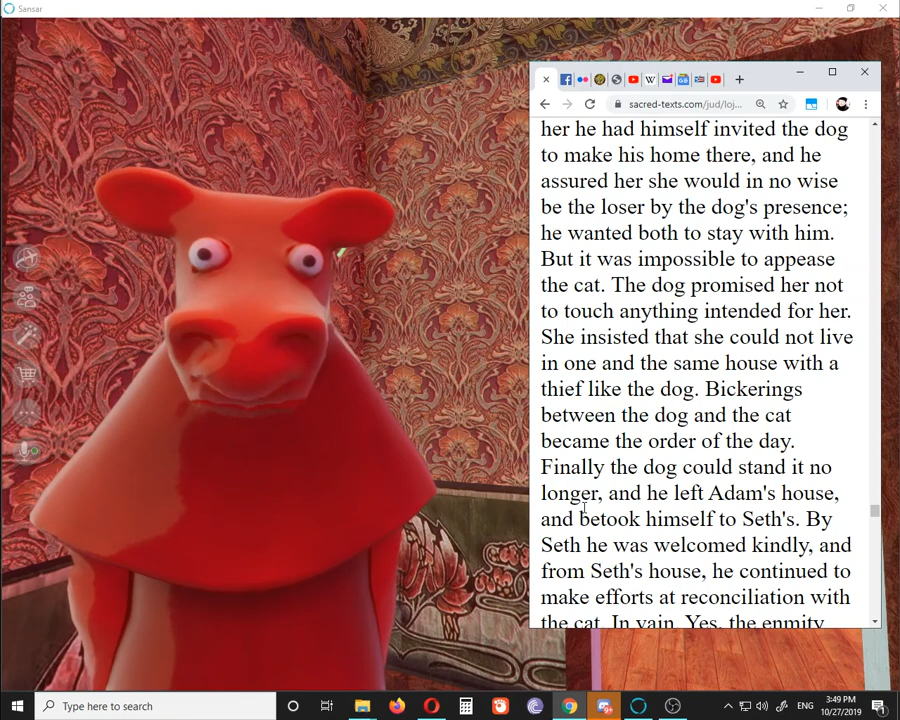 Sansar
sacred-texts.com/jud/loj...
her he had himself invited the dog
to make his home there, and he
assured her she would in no wise
be the loser by the dog's presence;
he wanted both to stay with him.
But it was impossible to appease
the cat. The dog promised her not
to touch anything intended for her.
She insisted that she could not live
in one and the same house with a
thief like the dog. Bickerings
between the dog and the cat
became the order of the day.
Finally the dog could stand it no
longer, and he left Adam's house,
and betook himself to Seth's. By
Seth he was welcomed kindly, and
from Seth's house, he continued to
make efforts at reconciliation with
the cat. In vain. Yes, the enmity
Type here to search
ENG
3:49 PM
10/27/2019